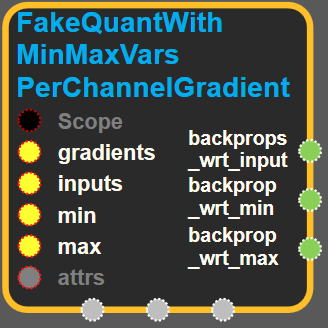 FakeQuantWith
MinMaxVars
PerChannelGradient
Scope
gradients
inputs
min
max
attrs
backprops
_wrt_input
backprop
_wrt_min
backprop
_wrt_max